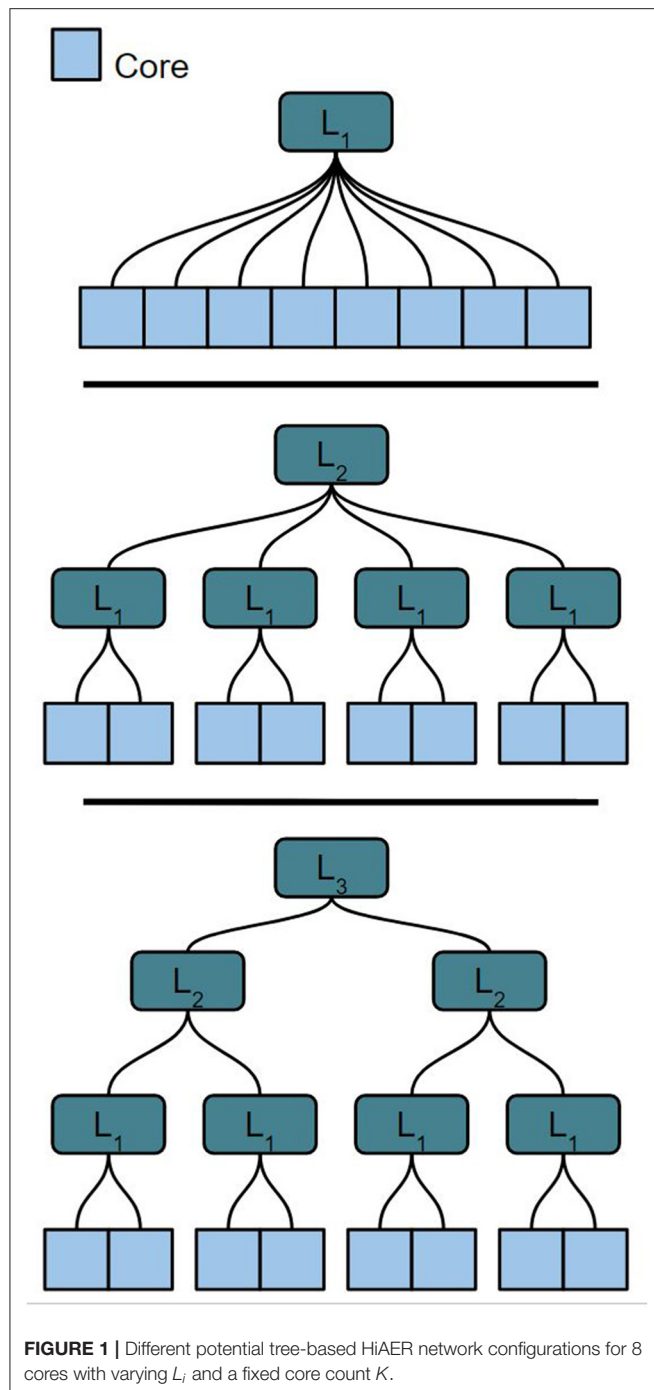 Core
L₁
L₂
L₁ L₁ L₁ L₁
L₃
L₂ L₂
L₁ L₁ L₁ L₁
FIGURE 1 | Different potential tree-based HiAER network configurations for 8
cores with varying Lᵢ and a fixed core count K.